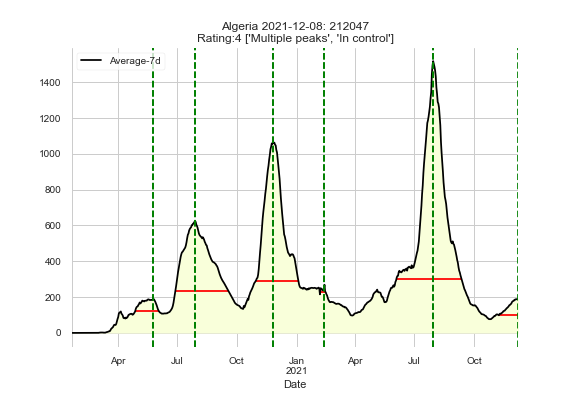 Algeria 2021-12-08: 212047
Rating:4 ['Multiple peaks', 'In control']
Average-7d
1400
1200
1000
800
600
400
200
0
Apr Jul Oct Jan Apr Jul Oct
2021
Date